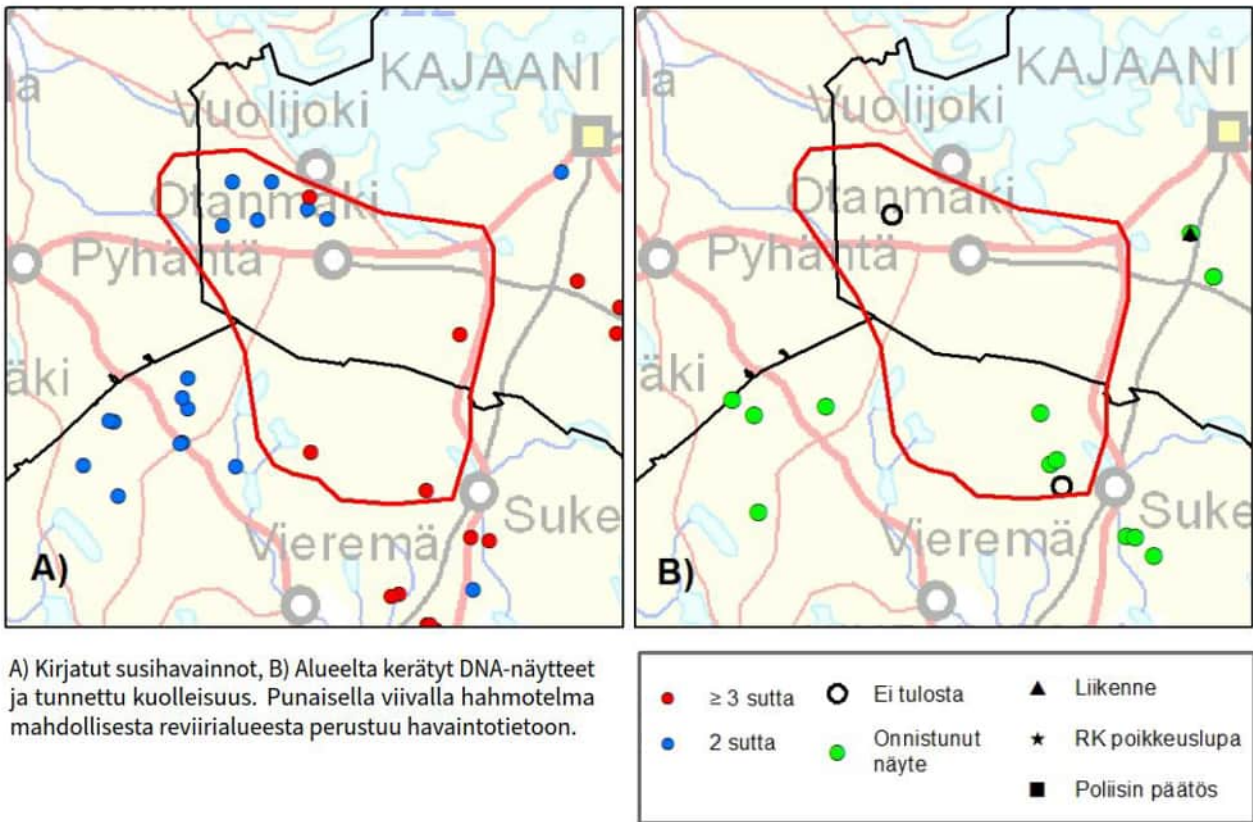 la
KAJAANI
Vuolijoki
Otanmäki
Pyhäntä
äki
Suke
Vieremä
A)
la
KAJAANI
Vuolijoki
Otanmäki
Pyhäntä
äki
Suke
Vieremä
B)
A) Kirjatut susihavainnot, B) Alueelta kerätyt DNA-näytteet
ja tunnettu kuolleisuus. Punaisella viivalla hahmotelma
mahdollisesta reviirialueesta perustuu havaintotietoon.
≥ 3 sutta
2 sutta
Ei tulosta
Onnistunut
näyte
Liikenne
RK poikkeuslupa
Poliisin päätös